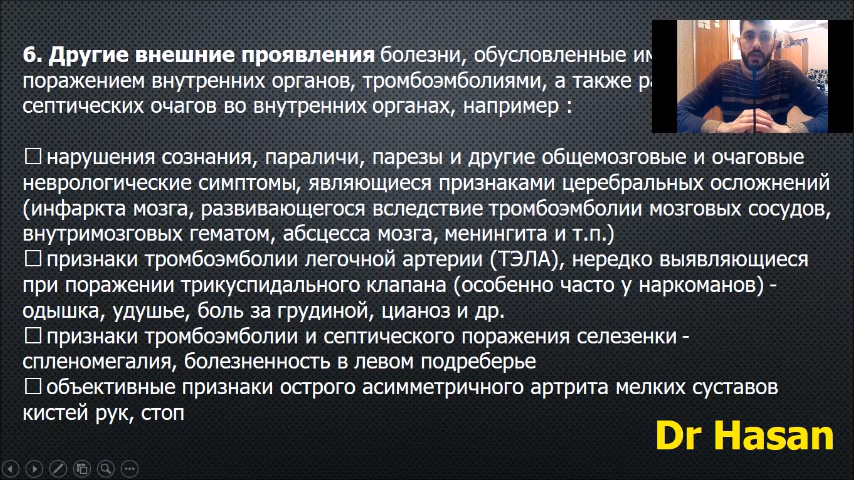 6. Другие внешние проявления болезни, обусловленные
поражением внутренних органов, тромбоэмболиями, а также
септических очагов во внутренних органах, например :
нарушения сознания, параличи, парезы и другие общемозговые и очаговые
неврологические симптомы, являющиеся признаками церебральных осложнений
(инфаркта мозга, развивающегося вследствие тромбоэмболии мозговых сосудов,
внутримозговых гематом, абсцесса мозга, менингита и т.п.)
признаки тромбоэмболии легочной артерии (ТЭЛА), нередко выявляющиеся
при поражении трикуспидального клапана (особенно часто у наркоманов) -
одышка, удушье, боль за грудиной, цианоз и др.
признаки тромбоэмболии и септического поражения селезенки -
спленомегалия, болезненность в левом подреберье
объективные признаки острого асимметричного артрита мелких суставов
кистей рук, стоп
Dr Hasan